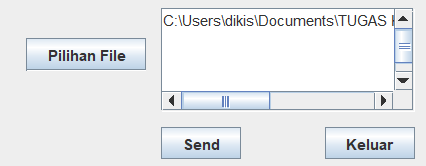 C:\Users\dikis\Documents\TUGAS
Pilihan File
Send
Keluar